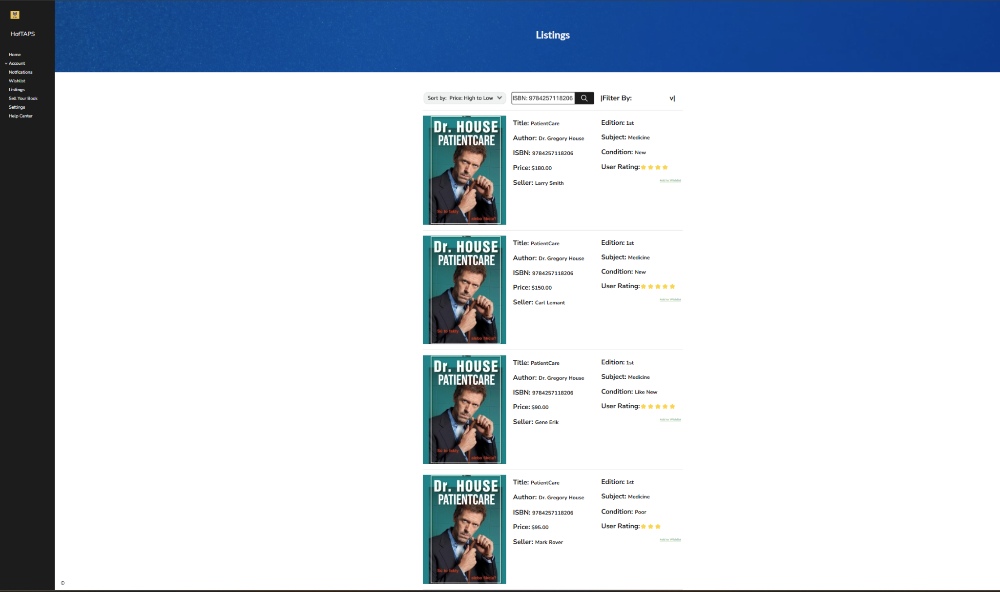 HofTAPS
Home
Account
Notfications
Wishlist
Listings
Sell Your Book
Settings
Help Center
Listings
Sort by: Price: High to Low
ISBN: 9784257118206
|Filter By: v|
Dr. HOUSE
PATIENTCARE
Sú to fakty
alebo fikcia?
Title: PatientCare
Author: Dr. Gregory House
ISBN: 9784257118206
Price: $180.00
Seller: Larry Smith
Edition: 1st
Subject: Medicine
Condition: New
User Rating:
Add to Wishlist
Dr. HOUSE
PATIENTCARE
Sú to fakty
alebo fikcia?
Title: PatientCare
Author: Dr. Gregory House
ISBN: 9784257118206
Price: $150.00
Seller: Carl Lemant
Edition: 1st
Subject: Medicine
Condition: New
User Rating:
Add to Wishlist
Dr. HOUSE
PATIENTCARE
Sú to fakty
alebo fikcia?
Title: PatientCare
Author: Dr. Gregory House
ISBN: 9784257118206
Price: $90.00
Seller: Gene Erik
Edition: 1st
Subject: Medicine
Condition: Like New
User Rating:
Add to Wishlist
Dr. HOUSE
PATIENTCARE
Sú to fakty
alebo fikcia?
Title: PatientCare
Author: Dr. Gregory House
ISBN: 9784257118206
Price: $95.00
Seller: Mark Rover
Edition: 1st
Subject: Medicine
Condition: Poor
User Rating:
Add to Wishlist